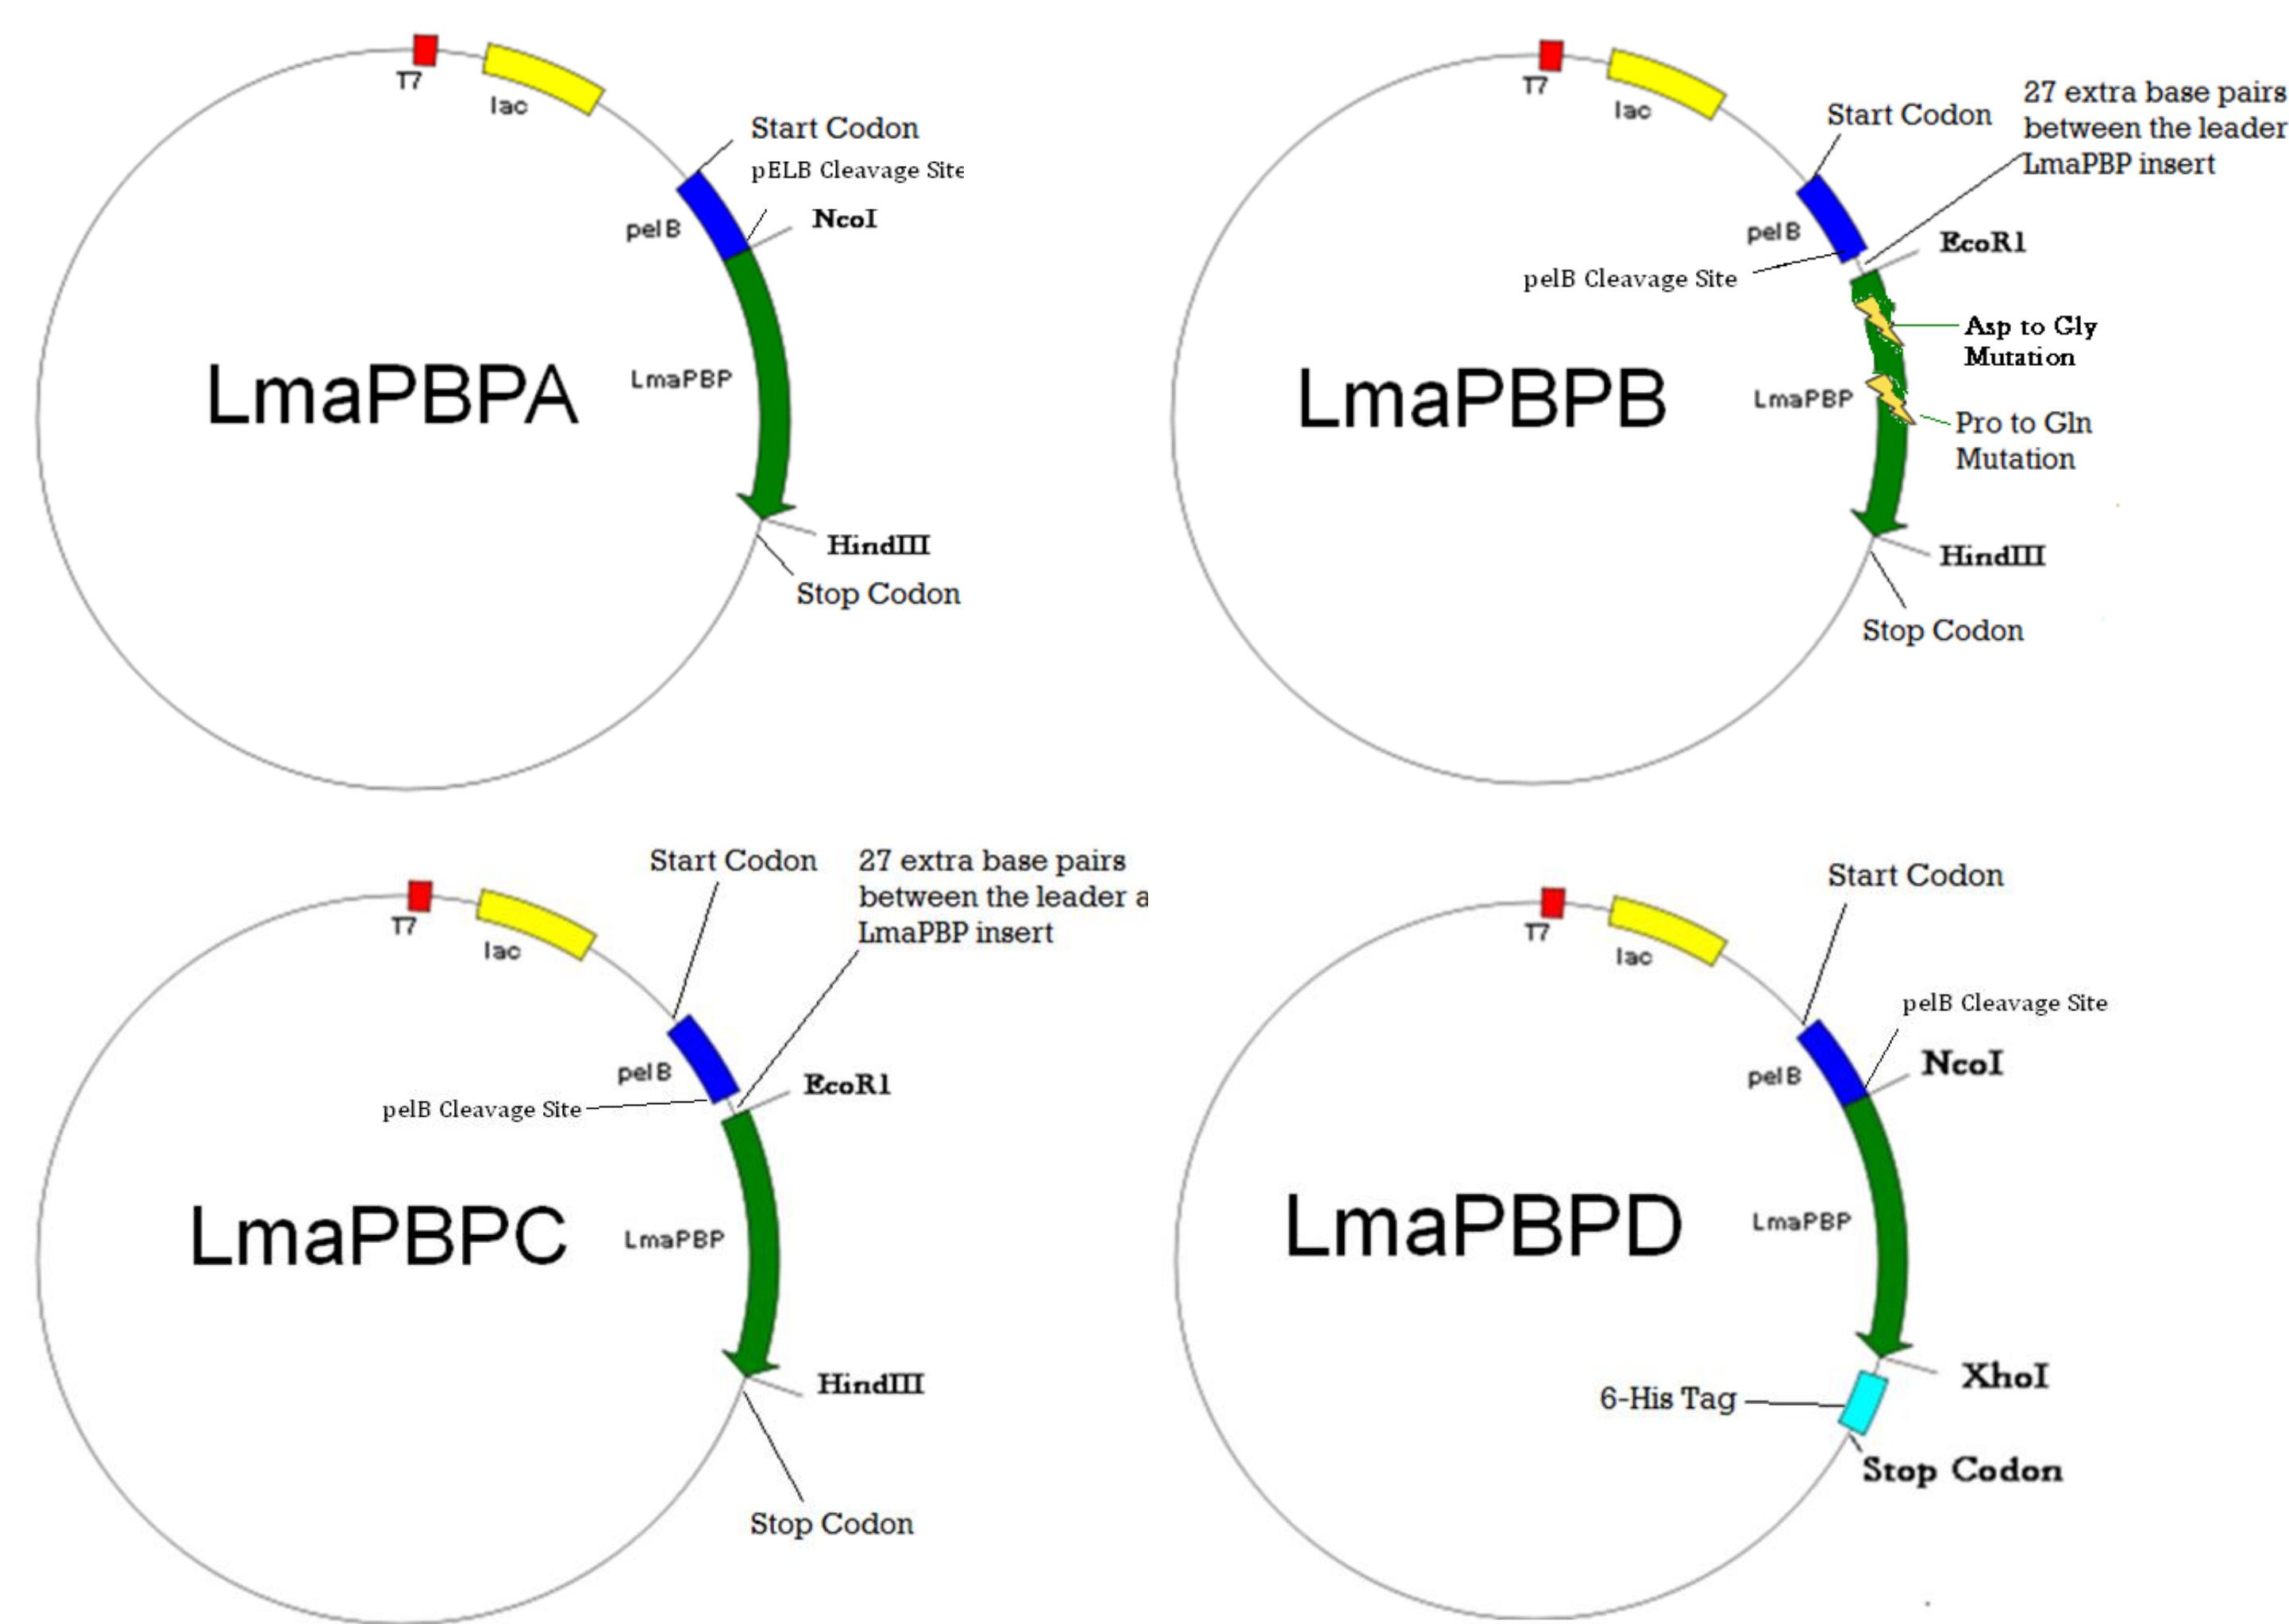 T7
lac
Start Codon
pELB Cleavage Site
NcoI
pelB
LmaPBP
LmaPBPA
HindIII
Stop Codon
T7
lac
Start Codon
27 extra base pairs
between the leader
LmaPBP insert
pelB
EcoR1
pelB Cleavage Site
Asp to Gly
Mutation
LmaPBP
LmaPBPB
Pro to Gln
Mutation
HindIII
Stop Codon
Start Codon
27 extra base pairs
between the leader a
LmaPBP insert
T7
lac
pelB
EcoR1
pelB Cleavage Site
LmaPBPC
LmaPBP
HindIII
Stop Codon
Start Codon
T7
lac
pelB Cleavage Site
NcoI
pelB
LmaPBPD
LmaPBP
XhoI
6-His Tag
Stop Codon